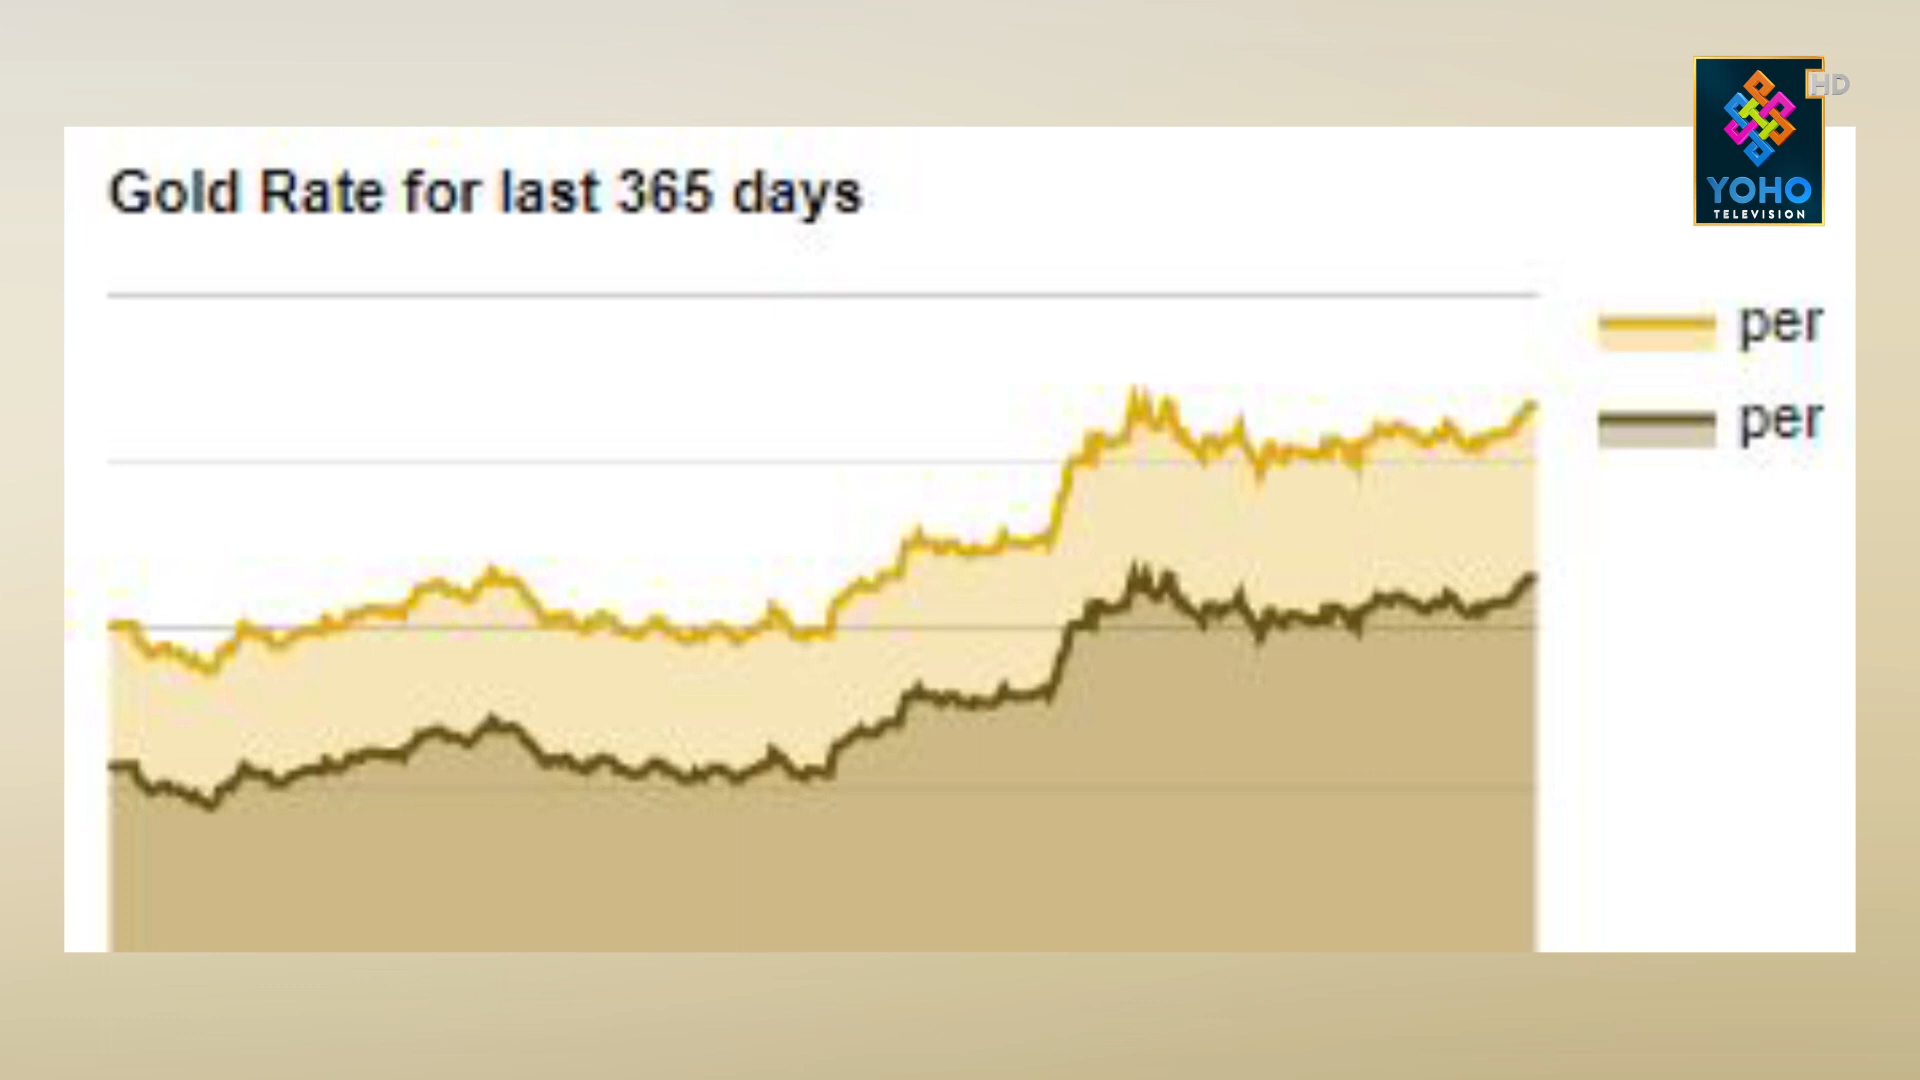 Gold Rate for last 365 days
per
per
HD
YOHO
TELEVISION